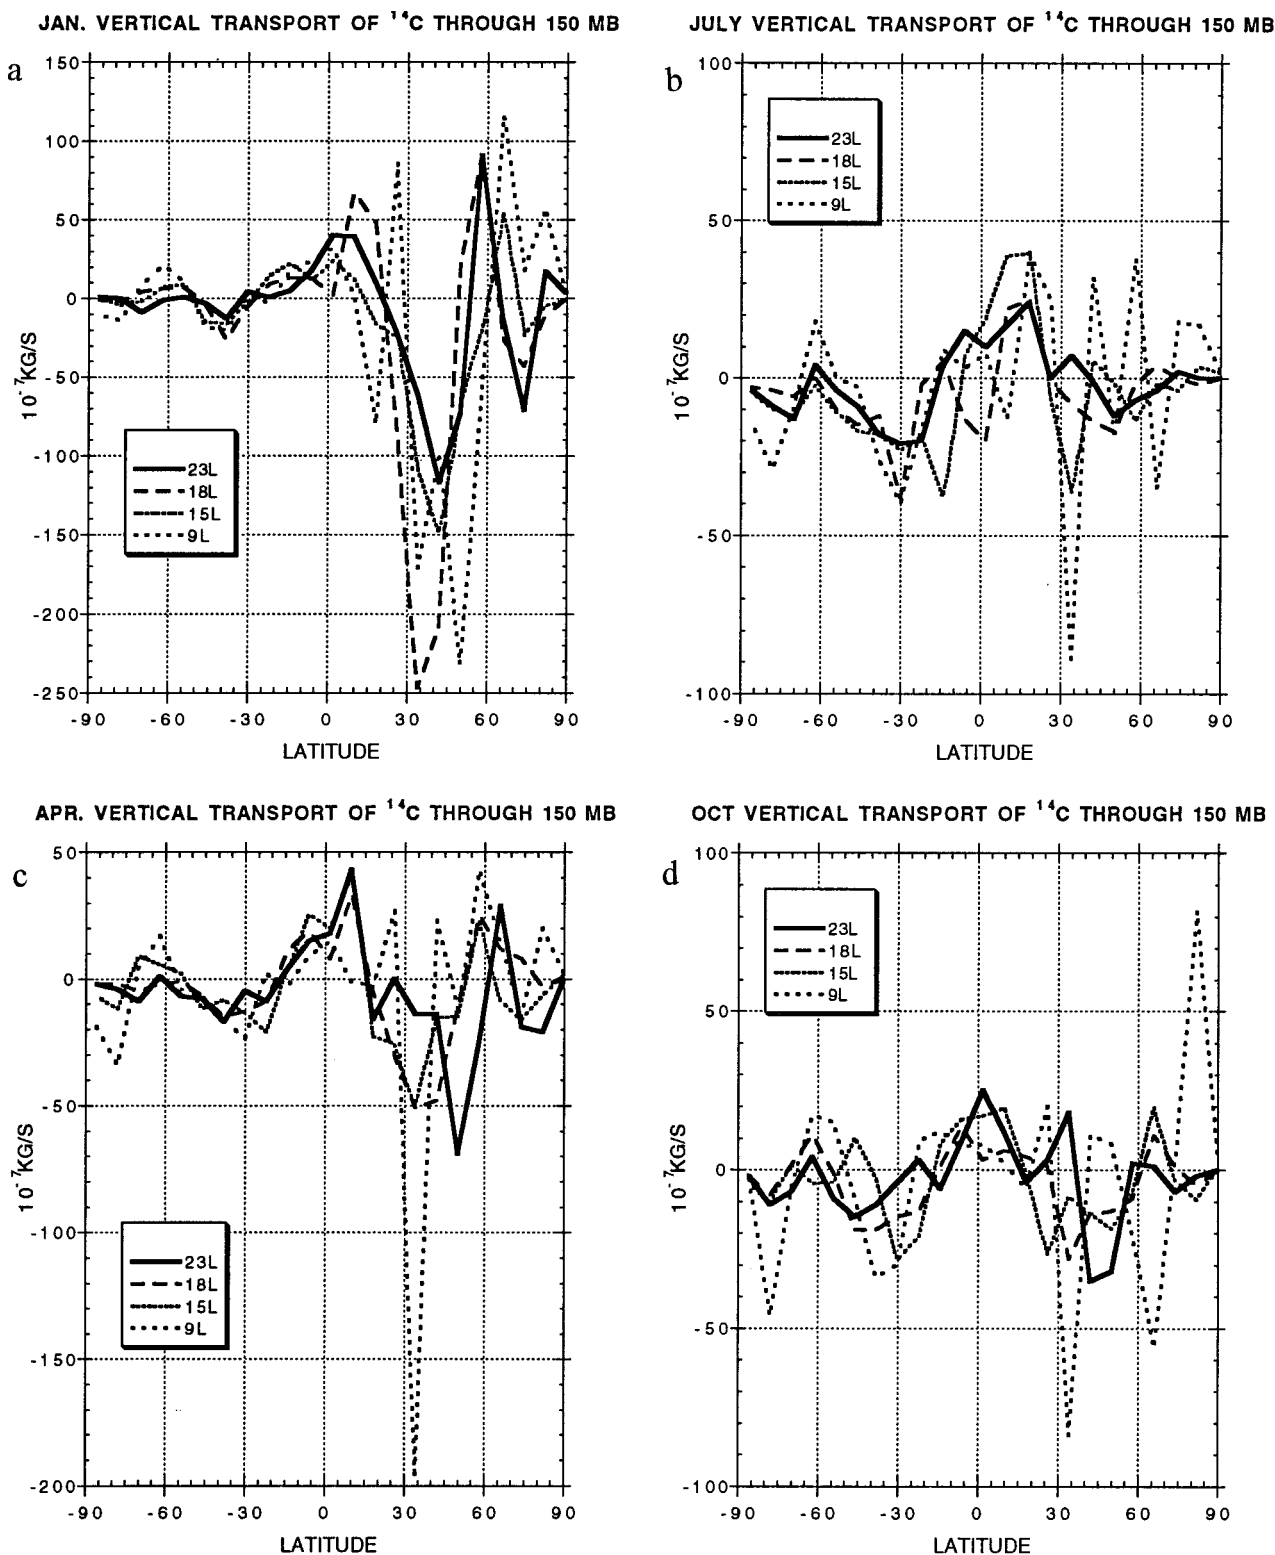 JAN. VERTICAL TRANSPORT OF ¹⁴C THROUGH 150 MB
a
150
100
50
0
-50
-100
-150
-200
-250
10⁻⁷KG/S
23L
18L
15L
9L
-90 -60 -30 0 30 60 90
LATITUDE
JULY VERTICAL TRANSPORT OF ¹⁴C THROUGH 150 MB
b
100
50
0
-50
-100
10⁻⁷KG/S
23L
18L
15L
9L
-90 -60 -30 0 30 60 90
LATITUDE
APR. VERTICAL TRANSPORT OF ¹⁴C THROUGH 150 MB
c
50
0
-50
-100
-150
-200
10⁻⁷KG/S
23L
18L
15L
9L
-90 -60 -30 0 30 60 90
LATITUDE
OCT VERTICAL TRANSPORT OF ¹⁴C THROUGH 150 MB
d
100
50
0
-50
-100
10⁻⁷KG/S
23L
18L
15L
9L
-90 -60 -30 0 30 60 90
LATITUDE